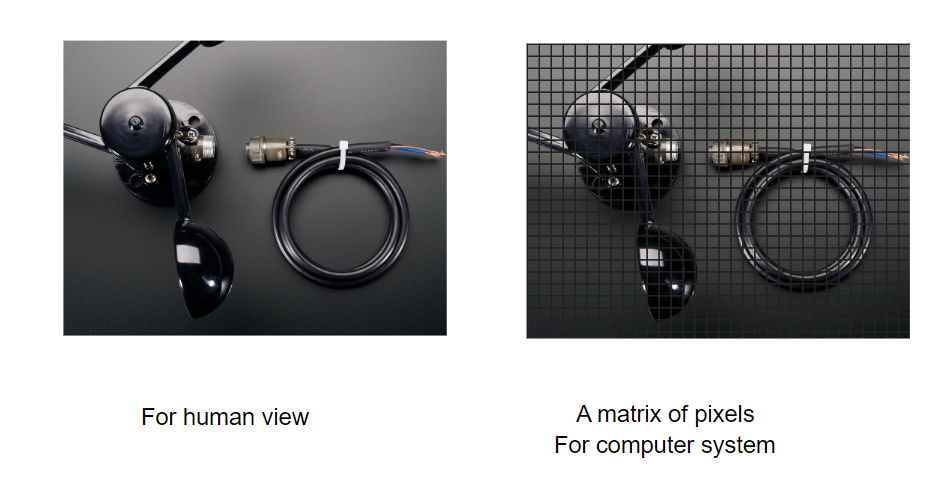 For human view
A matrix of pixels
For computer system